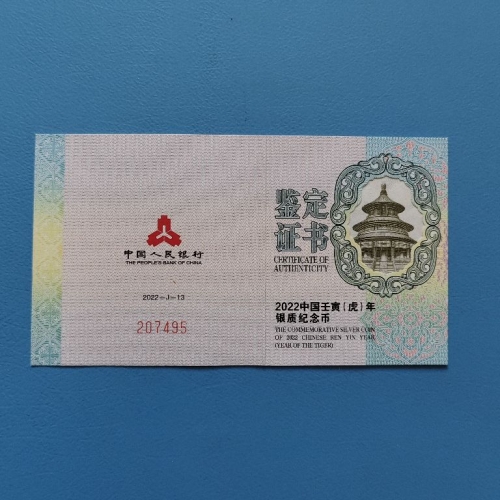 中国人民银行
THE PEOPLE'S BANK OF CHINA
2022-J-13
207495
鉴定
证书
CERTIFICATE OF
AUTHENTICITY
2022中国壬寅(虎)年
银质纪念币
THE COMMEMORATIVE SILVER COIN
OF 2022 CHINESE REN YIN YEAR
(YEAR OF THE TIGER)